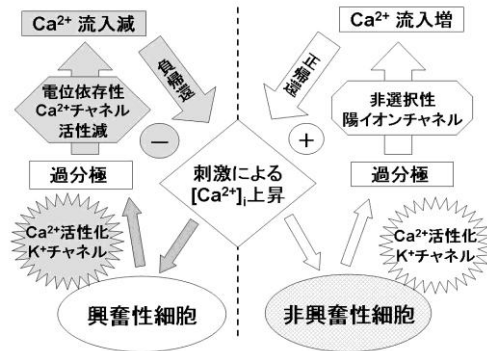 Ca²⁺ 流入減
負帰還
電位依存性
Ca²⁺チャネル
活性減
−
過分極
Ca²⁺活性化
K⁺チャネル
興奮性細胞
刺激による
[Ca²⁺]ᵢ上昇
Ca²⁺ 流入増
正帰還
非選択性
陽イオンチャネル
+
過分極
Ca²⁺活性化
K⁺チャネル
非興奮性細胞